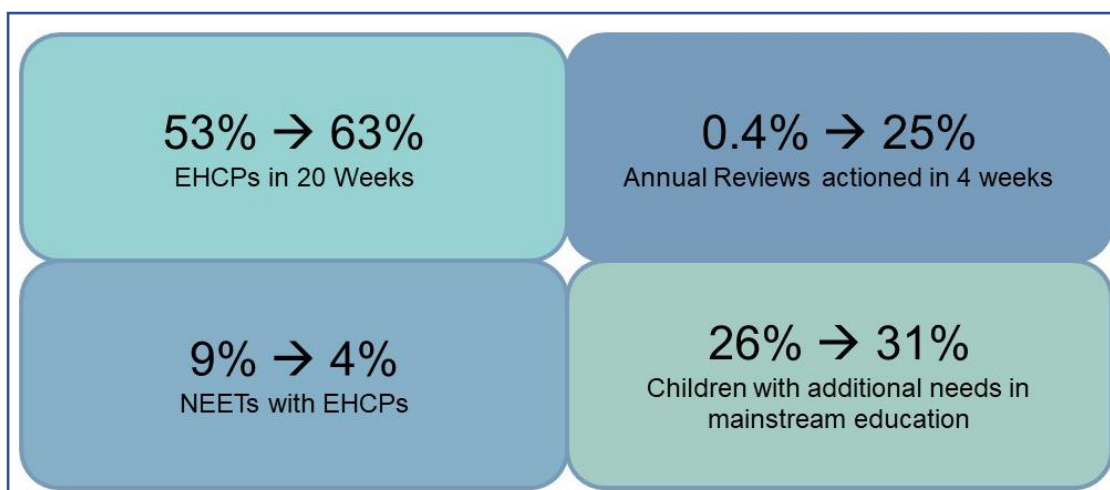 53% → 63%
EHCPs in 20 Weeks
0.4% → 25%
Annual Reviews actioned in 4 weeks
9% → 4%
NEETs with EHCPs
26% → 31%
Children with additional needs in
mainstream education